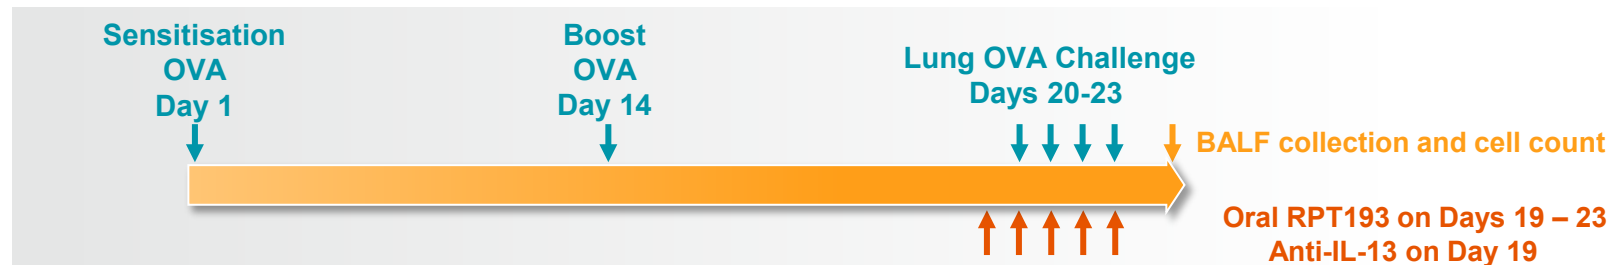 Sensitisation
OVA
Day 1
Boost
OVA
Day 14
Lung OVA Challenge
Days 20-23
BALF collection and cell count
Oral RPT193 on Days 19 – 23
Anti-IL-13 on Day 19